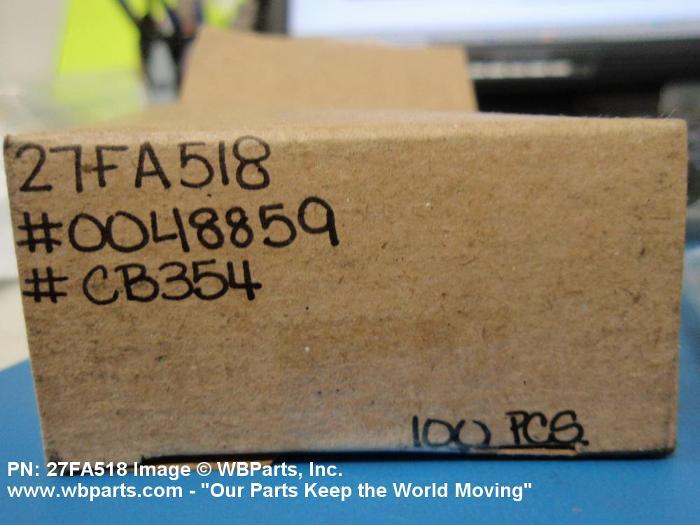 27FA518
#0048859
# CB354
100 PCS.
PN: 27FA518 Image © WBParts, Inc.
www.wbparts.com - "Our Parts Keep the World Moving"